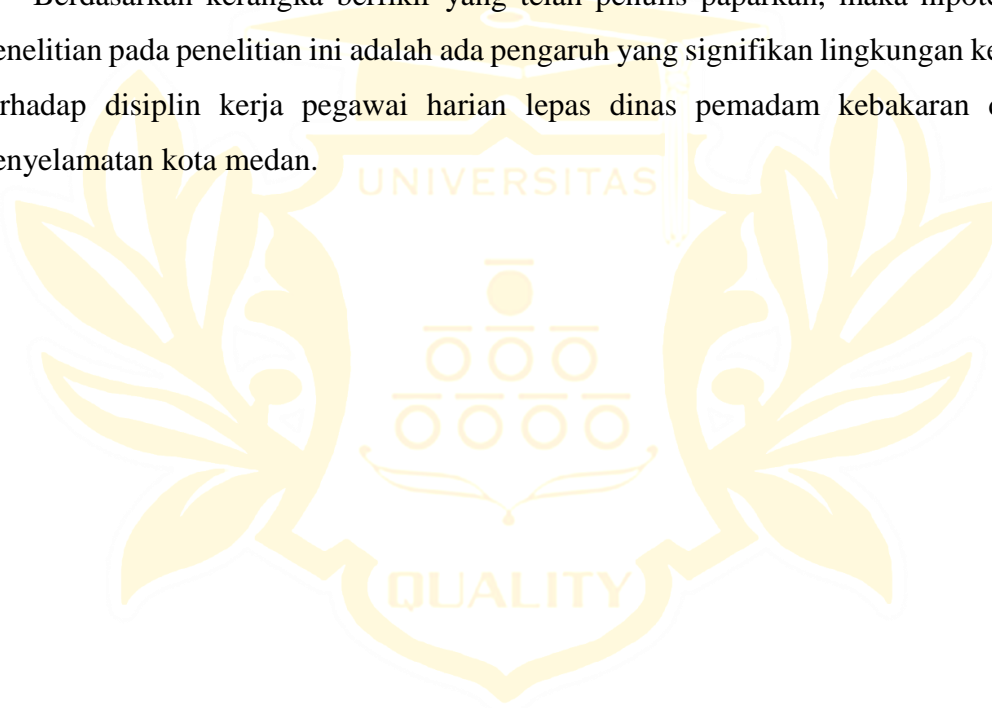 Berdasarkan kerangka berfikir yang telah penulis paparkan, maka hipote
enelitian pada penelitian ini adalah ada pengaruh yang signifikan lingkungan ke
rhadap disiplin kerja pegawai harian lepas dinas pemadam kebakaran
enyelamatan kota medan.
UNIVERSITAS
QUALITY